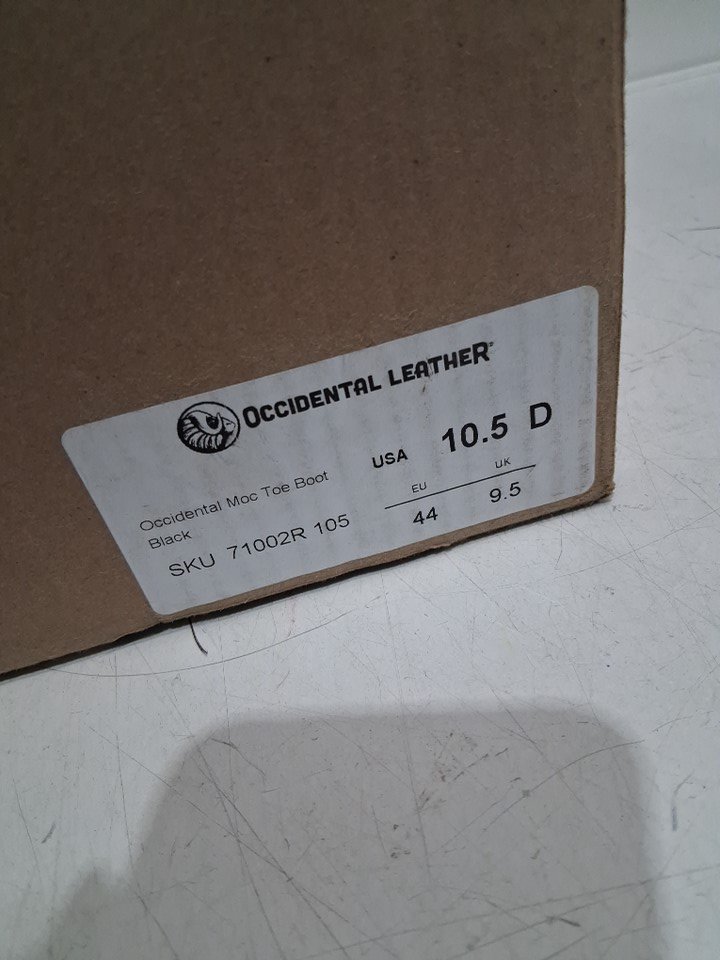 OCCIDENTAL LEATHER
USA 10.5 D
Occidental Moc Toe Boot
Black
EU UK
44 9.5
SKU 71002R 105